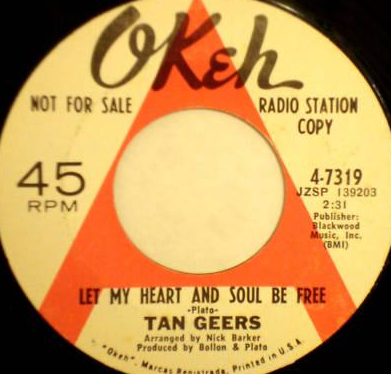 OKeh
NOT FOR SALE
RADIO STATION
COPY
45
RPM
4-7319
JZSP 139203
2:31
Publisher:
Blackwood
Music, Inc.
(BMI)
LET MY HEART AND SOUL BE FREE
-Plato-
TAN GEERS
Arranged by Nick Barker
Produced by Bollon & Plato
"Okeh", Marcas Registrada. Printed in U.S.A.